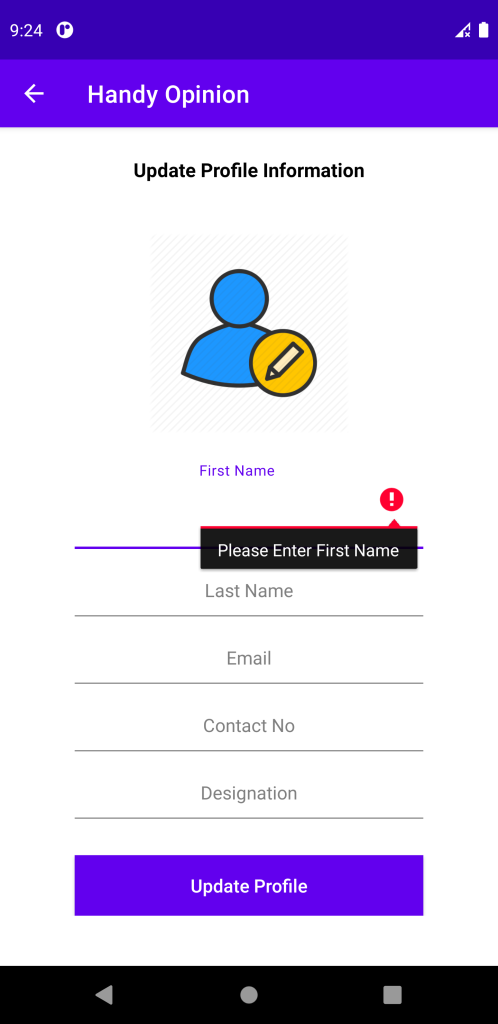 9:24
Handy Opinion
Update Profile Information
First Name
Please Enter First Name
Last Name
Email
Contact No
Designation
Update Profile